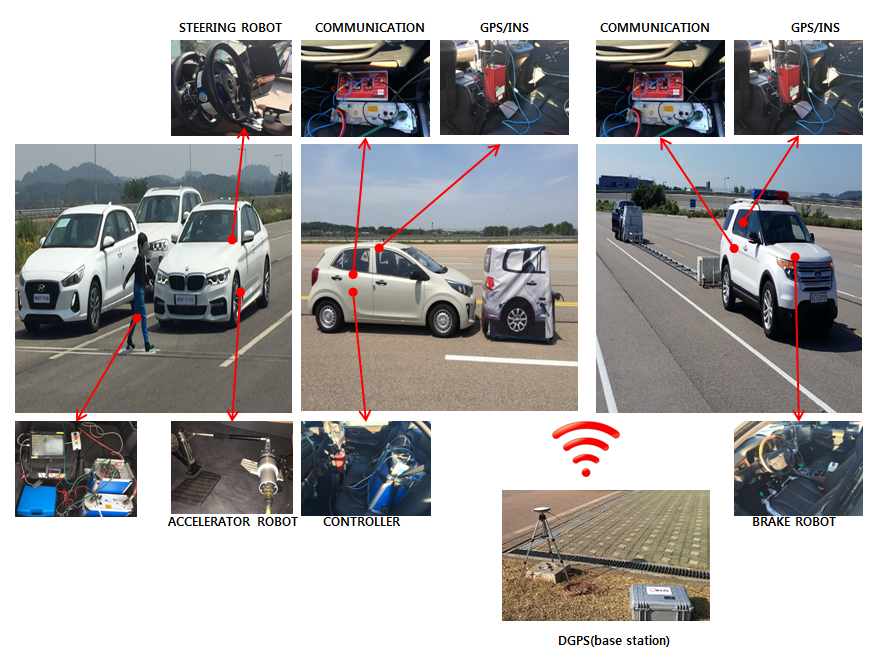 STEERING ROBOT
COMMUNICATION
GPS/INS
COMMUNICATION
GPS/INS
ACCELERATOR ROBOT
CONTROLLER
BRAKE ROBOT
DGPS(base station)